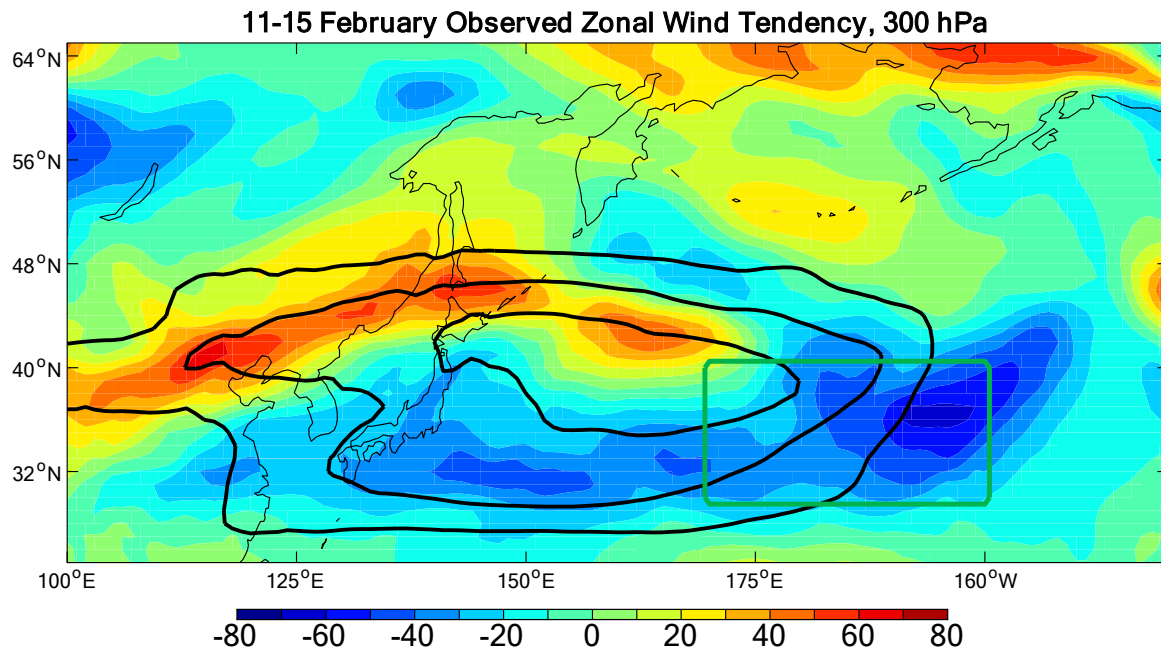 11-15 February Observed Zonal Wind Tendency, 300 hPa
64°N
56°N
48°N
40°N
32°N
100°E 125°E 150°E 175°E 160°W
-80 -60 -40 -20 0 20 40 60 80